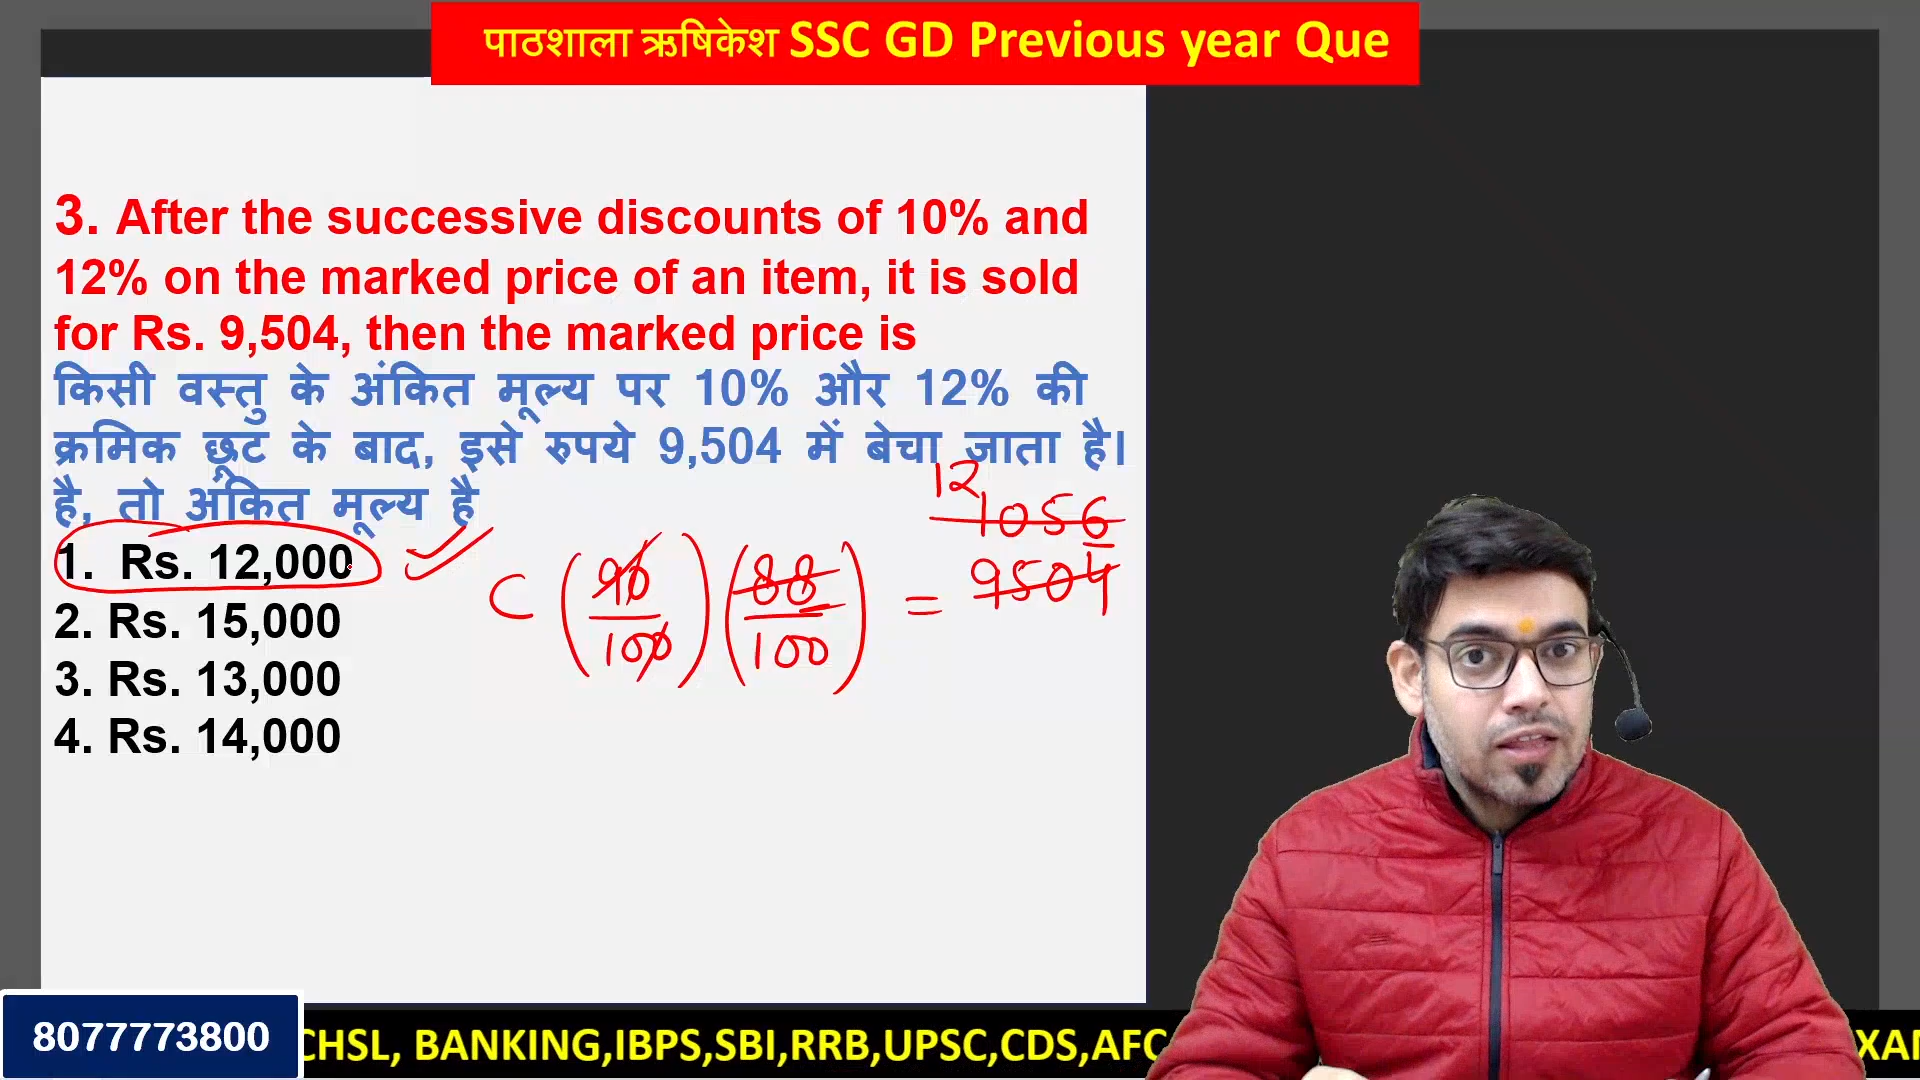 पाठशाला ऋषिकेश SSC GD Previous year Que
3. After the successive discounts of 10% and
12% on the marked price of an item, it is sold
for Rs. 9,504, then the marked price is
किसी वस्तु के अंकित मूल्य पर 10% और 12% की
क्रमिक छूट के बाद, इसे रुपये 9,504 में बेचा जाता है।
है, तो अंकित मूल्य है
1. Rs. 12,000
2. Rs. 15,000
3. Rs. 13,000
4. Rs. 14,000
12
1056
C (90/100) (88/100) = 9504
8077773800
CHSL, BANKING,IBPS,SBI,RRB,UPSC,CDS,AFC
XAM